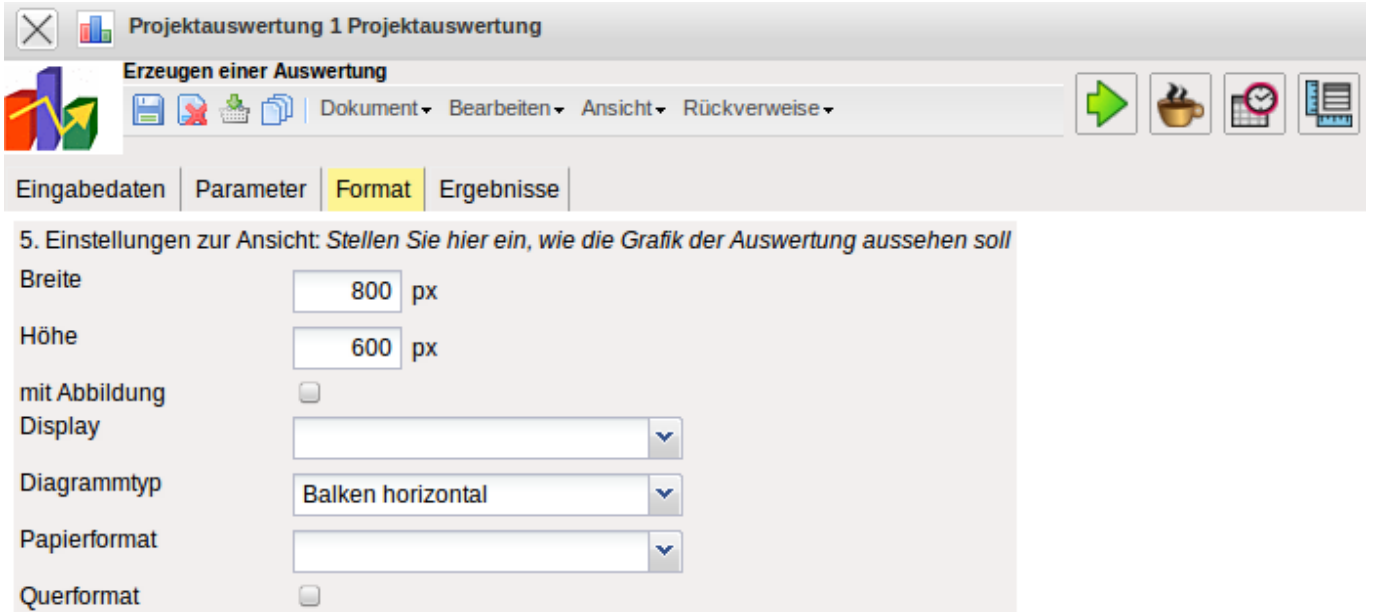 Projektauswertung 1 Projektauswertung
Erzeugen einer Auswertung
Dokument Bearbeiten Ansicht Rückverweise
Eingabedaten Parameter Format Ergebnisse
5. Einstellungen zur Ansicht: Stellen Sie hier ein, wie die Grafik der Auswertung aussehen soll
Breite 800 px
Höhe 600 px
mit Abbildung
Display
Diagrammtyp Balken horizontal
Papierformat
Querformat